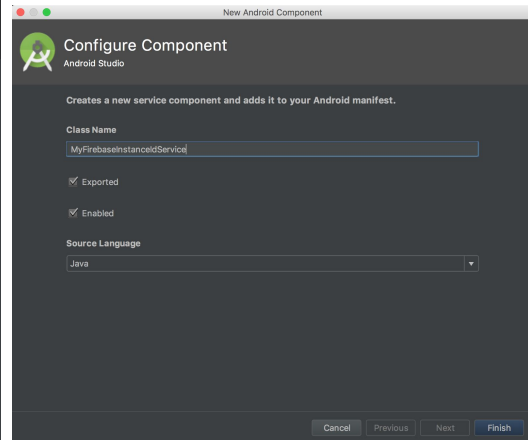 New Android Component
Configure Component
Android Studio
Creates a new service component and adds it to your Android manifest.
Class Name
MyFirebaseInstanceIdService
Exported
Enabled
Source Language
Java
Cancel Previous Next Finish